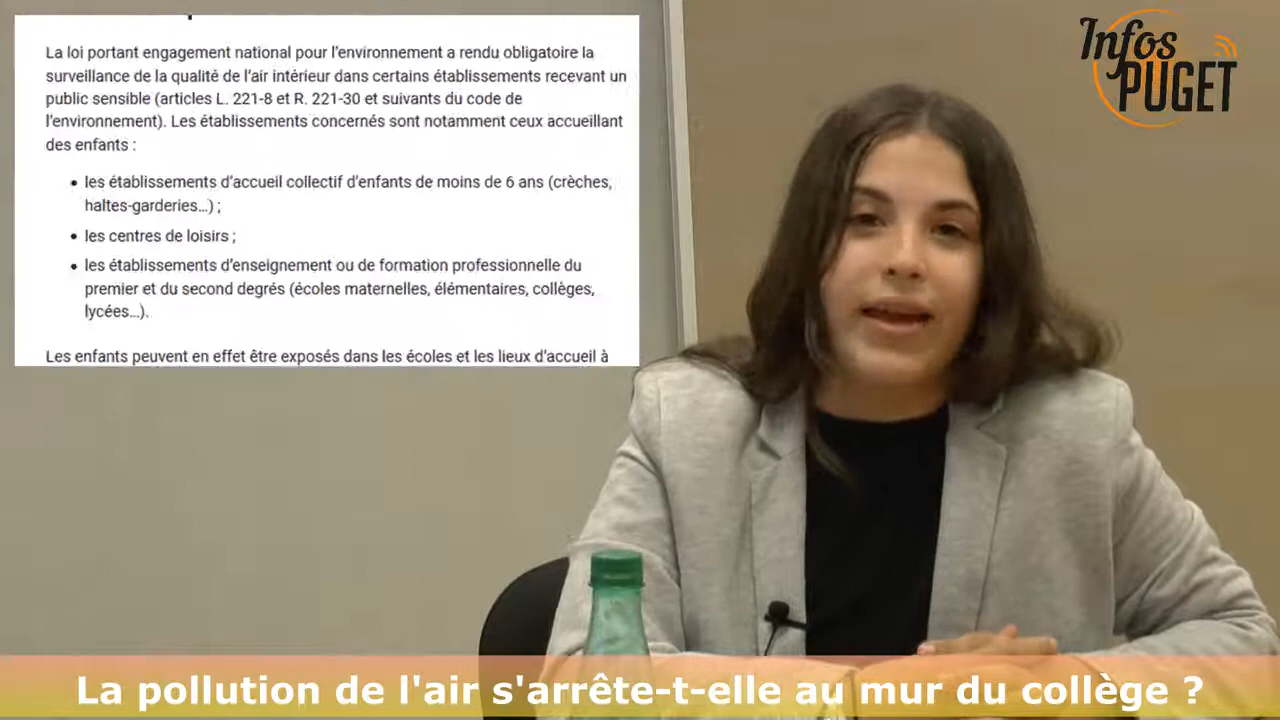 La loi portant engagement national pour l'environnement a rendu obligatoire la
surveillance de la qualité de l'air intérieur dans certains établissements recevant un
public sensible (articles L. 221-8 et R. 221-30 et suivants du code de
l'environnement). Les établissements concernés sont notamment ceux accueillant
des enfants :
• les établissements d'accueil collectif d'enfants de moins de 6 ans (crèches,
haltes-garderies…) ;
• les centres de loisirs ;
• les établissements d'enseignement ou de formation professionnelle du
premier et du second degrés (écoles maternelles, élémentaires, collèges,
lycées…).
Les enfants peuvent en effet être exposés dans les écoles et les lieux d'accueil à
Infos
PUGET
La pollution de l'air s'arrête-t-elle au mur du collège ?